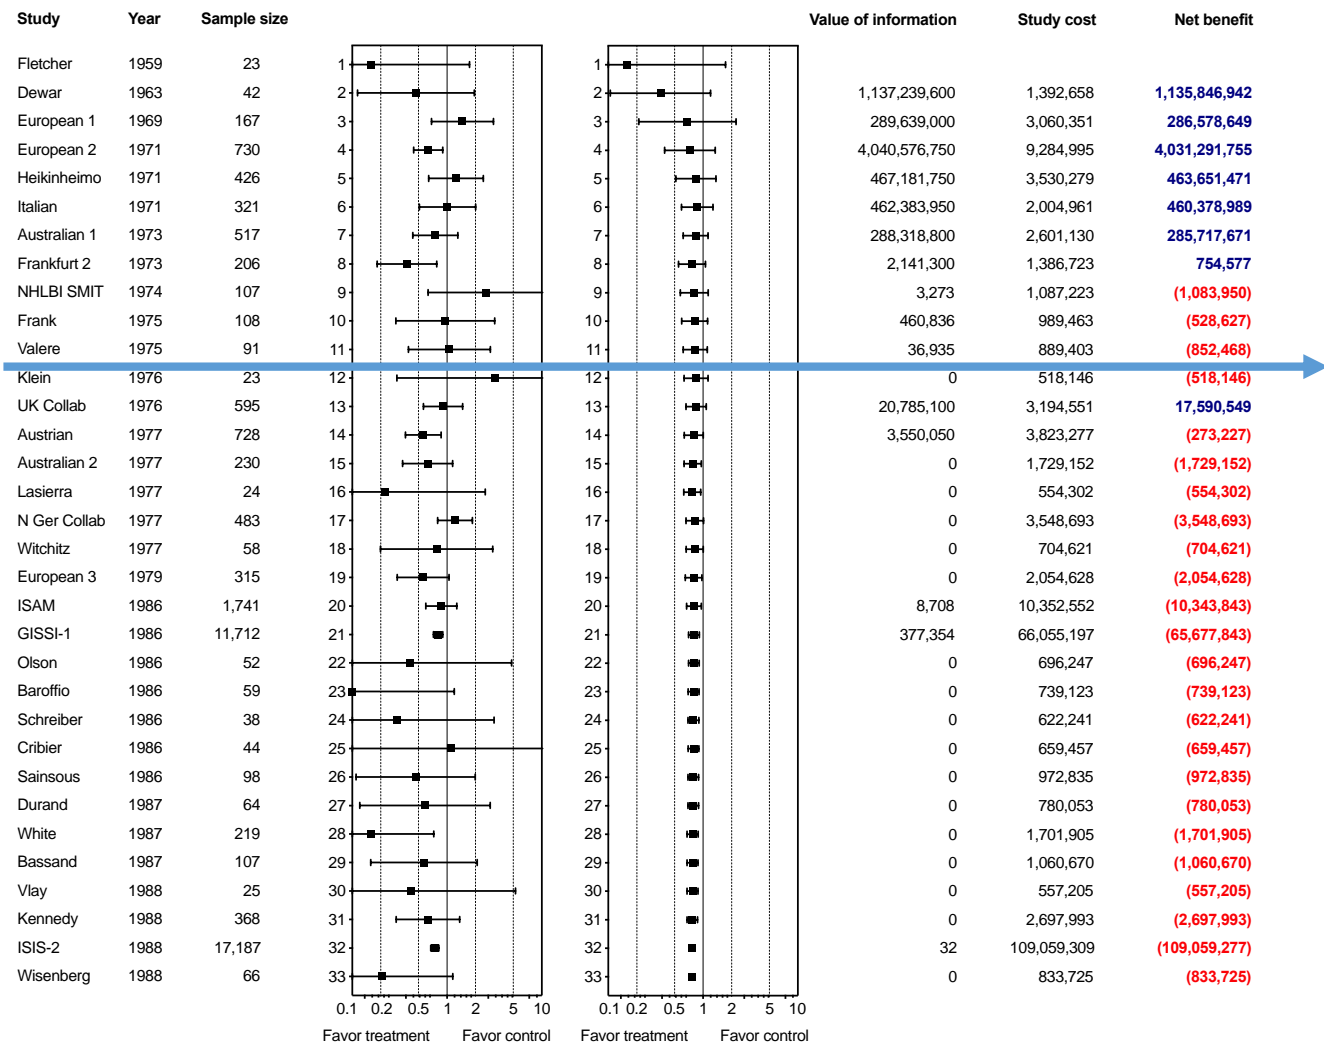 Study Year Sample size Value of information Study cost Net benefit
Fletcher 1959 23 1 1
Dewar 1963 42 2 2 1,137,239,600 1,392,658 1,135,846,942
European 1 1969 167 3 3 289,639,000 3,060,351 286,578,649
European 2 1971 730 4 4 4,040,576,750 9,284,995 4,031,291,755
Heikinheimo 1971 426 5 5 467,181,750 3,530,279 463,651,471
Italian 1971 321 6 6 462,383,950 2,004,961 460,378,989
Australian 1 1973 517 7 7 288,318,800 2,601,130 285,717,671
Frankfurt 2 1973 206 8 8 2,141,300 1,386,723 754,577
NHLBI SMIT 1974 107 9 9 3,273 1,087,223 (1,083,950)
Frank 1975 108 10 10 460,836 989,463 (528,627)
Valere 1975 91 11 11 36,935 889,403 (852,468)
Klein 1976 23 12 12 0 518,146 (518,146)
UK Collab 1976 595 13 13 20,785,100 3,194,551 17,590,549
Austrian 1977 728 14 14 3,550,050 3,823,277 (273,227)
Australian 2 1977 230 15 15 0 1,729,152 (1,729,152)
Lasierra 1977 24 16 16 0 554,302 (554,302)
N Ger Collab 1977 483 17 17 0 3,548,693 (3,548,693)
Witchitz 1977 58 18 18 0 704,621 (704,621)
European 3 1979 315 19 19 0 2,054,628 (2,054,628)
ISAM 1986 1,741 20 20 8,708 10,352,552 (10,343,843)
GISSI-1 1986 11,712 21 21 377,354 66,055,197 (65,677,843)
Olson 1986 52 22 22 0 696,247 (696,247)
Baroffio 1986 59 23 23 0 739,123 (739,123)
Schreiber 1986 38 24 24 0 622,241 (622,241)
Cribier 1986 44 25 25 0 659,457 (659,457)
Sainsous 1986 98 26 26 0 972,835 (972,835)
Durand 1987 64 27 27 0 780,053 (780,053)
White 1987 219 28 28 0 1,701,905 (1,701,905)
Bassand 1987 107 29 29 0 1,060,670 (1,060,670)
Vlay 1988 25 30 30 0 557,205 (557,205)
Kennedy 1988 368 31 31 0 2,697,993 (2,697,993)
ISIS-2 1988 17,187 32 32 32 109,059,309 (109,059,277)
Wisenberg 1988 66 33 33 0 833,725 (833,725)
0.1 0.2 0.5 1 2 5 10 0.1 0.2 0.5 1 2 5 10
Favor treatment Favor control Favor treatment Favor control